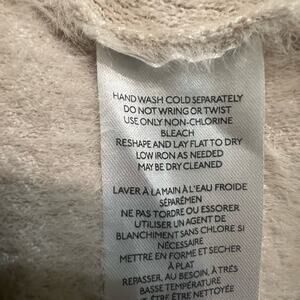 HAND WASH COLD SEPARATELY
DO NOT WRING OR TWIST
USE ONLY NON-CHLORINE
BLEACH
RESHAPE AND LAY FLAT TO DRY
LOW IRON AS NEEDED
MAY BE DRY CLEANED
LAVER À LA MAIN À L'EAU FROIDE
SÉPARÉMEN
NE PAS TORDRE OU ESSORER
UTILISER UN AGENT DE
BLANCHIMENT SANS CHLORE SI
NÉCESSAIRE
METTRE EN FORME ET SECHER
À PLAT
REPASSER, AU BESOIN, À TRÈS
BASSE TEMPÉRATURE
ÊTRE NETTOYÉE